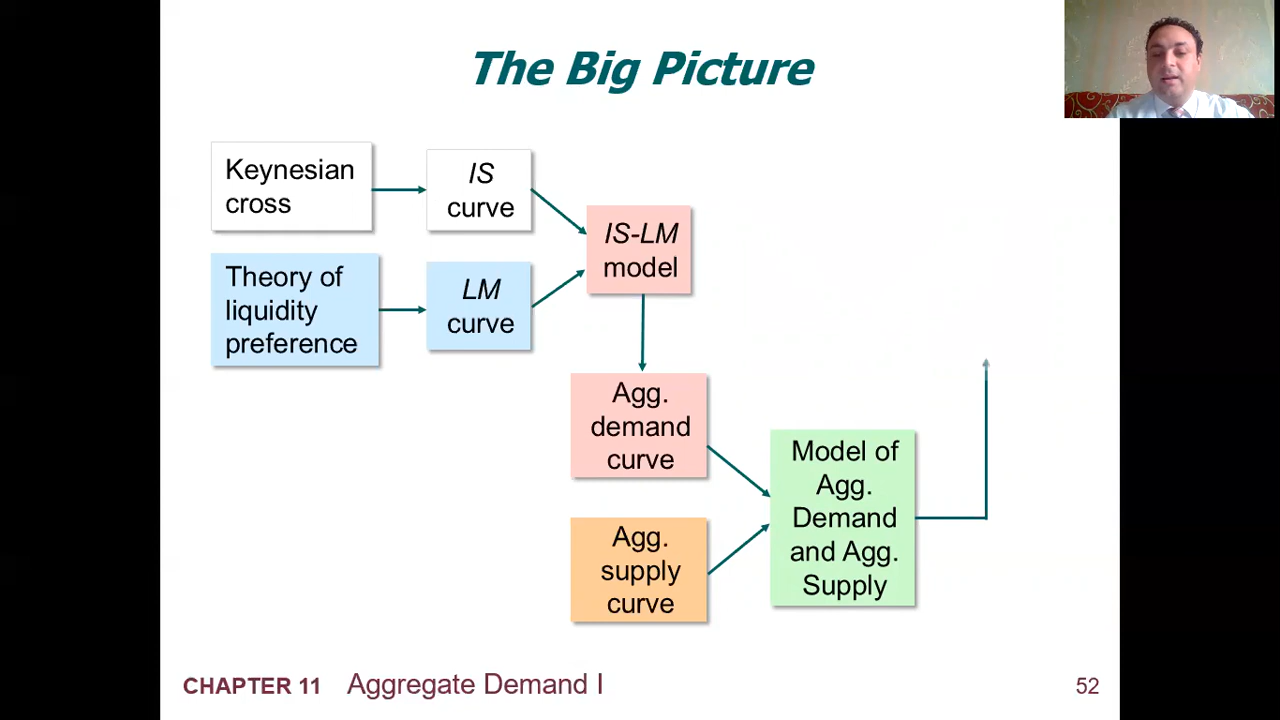 The Big Picture
Keynesian
cross
IS
curve
Theory of
liquidity
preference
LM
curve
IS-LM
model
Agg.
demand
curve
Agg.
supply
curve
Model of
Agg.
Demand
and Agg.
Supply
CHAPTER 11 Aggregate Demand I
52